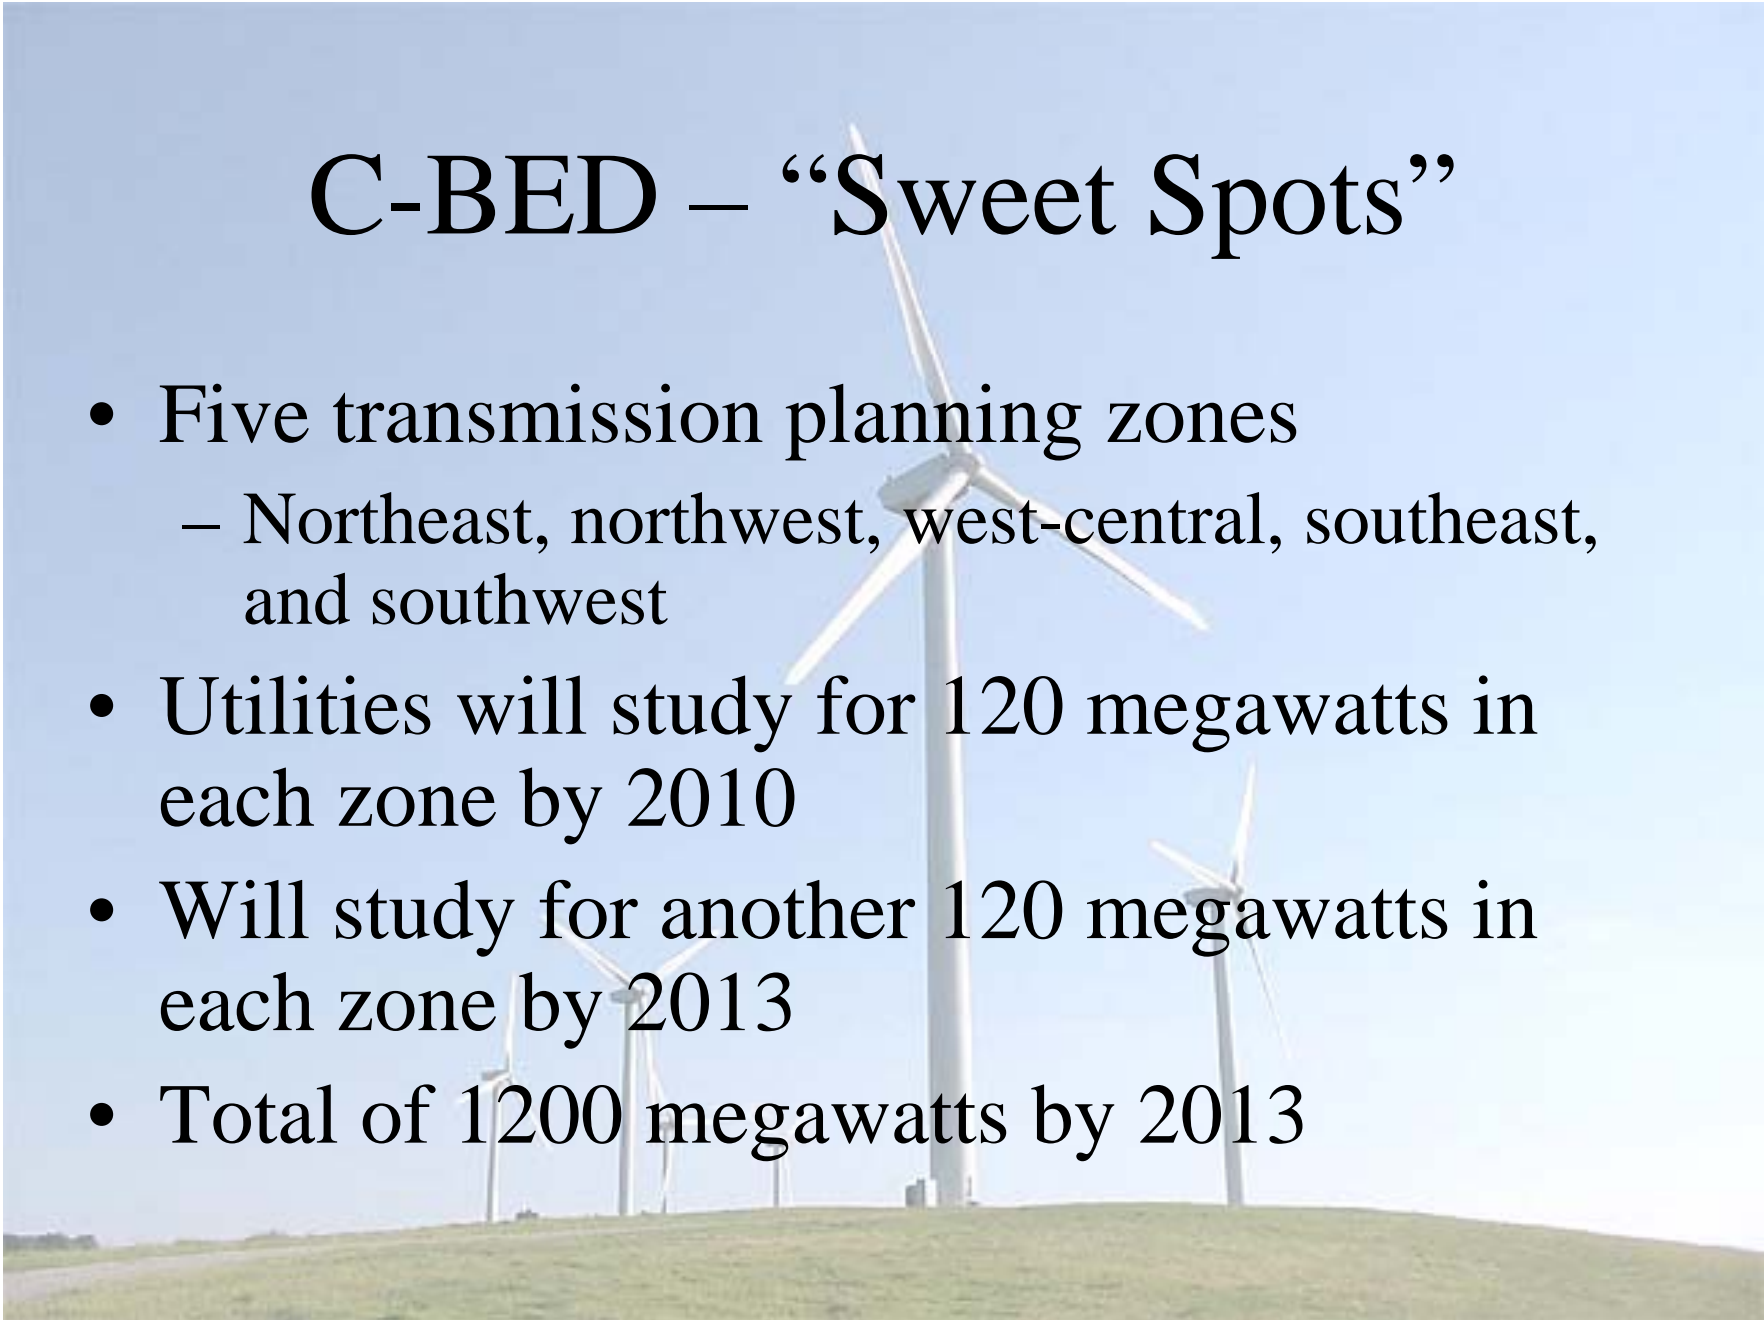 C-BED – “Sweet Spots”
• Five transmission planning zones
– Northeast, northwest, west-central, southeast,
and southwest
• Utilities will study for 120 megawatts in
each zone by 2010
• Will study for another 120 megawatts in
each zone by 2013
• Total of 1200 megawatts by 2013